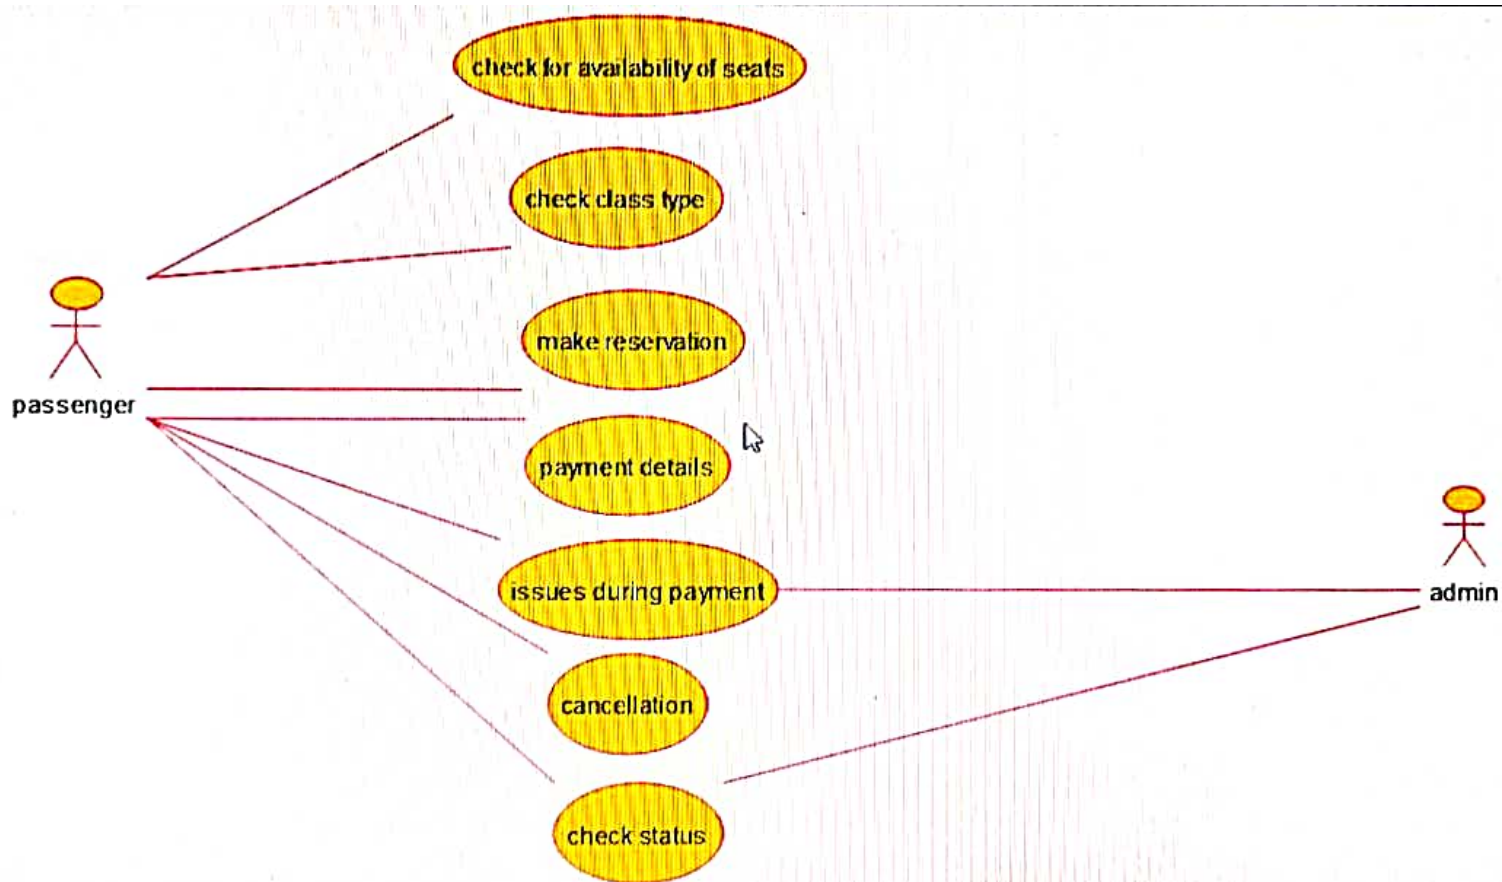 check for availability of seats
check class type
make reservation
passenger
payment details
issues during payment
admin
cancellation
check status